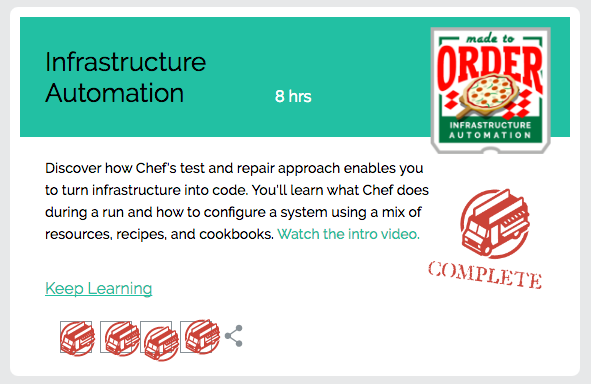 Infrastructure
Automation
8 hrs
made to
ORDER
INFRASTRUCTURE
AUTOMATION
Discover how Chef's test and repair approach enables you
to turn infrastructure into code. You'll learn what Chef does
during a run and how to configure a system using a mix of
resources, recipes, and cookbooks. Watch the intro video.
COMPLETE
Keep Learning